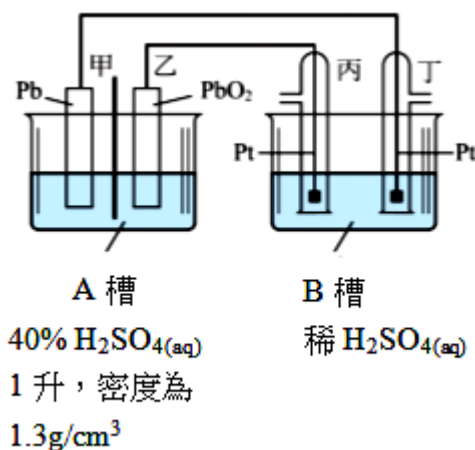 甲 乙 丙 丁
Pb PbO₂
Pt Pt
A 槽 B 槽
40% H₂SO₄₍ₐq₎ 稀 H₂SO₄₍ₐq₎
1 升，密度為
1.3g/cm³